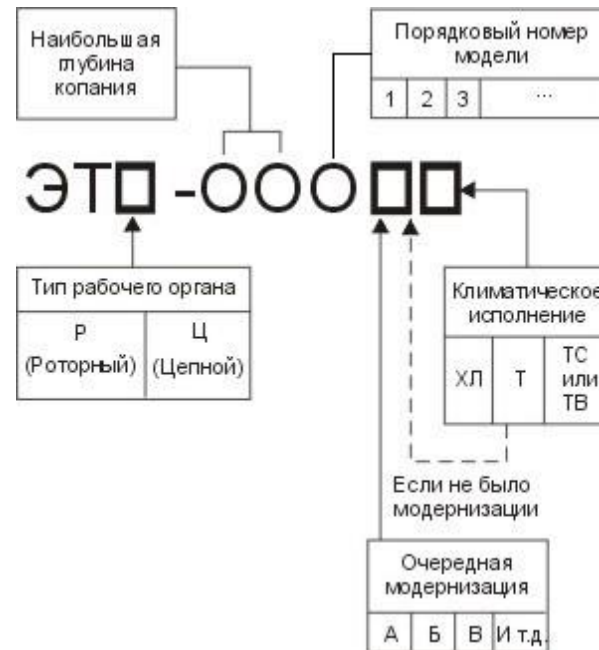 Наибольшая
глубина
копания
Порядковый номер
модели
1 2 3 ...
ЭТ□ -ООО□□
Тип рабочего органа
Р
(Роторный)
Ц
(Цепной)
Климатическое
исполнение
ХЛ
Т
ТС
или
ТВ
Если не было
модернизации
Очередная
модернизация
А Б В И т.д.